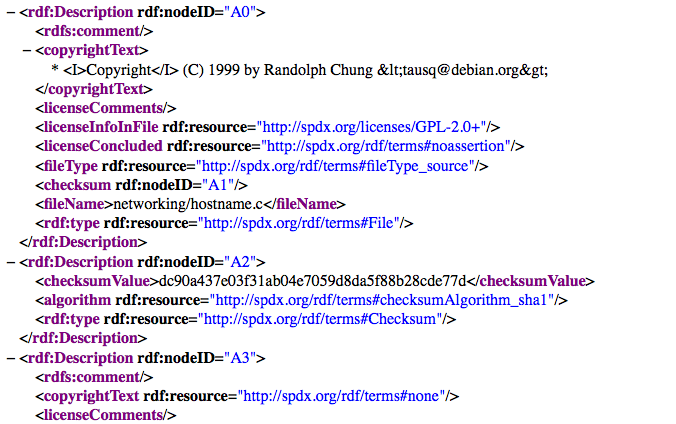 − <rdf:Description rdf:nodeID="A0">
<rdfs:comment/>
− <copyrightText>
* <I>Copyright</I> (C) 1999 by Randolph Chung &lt;tausq@debian.org&gt;
</copyrightText>
<licenseComments/>
<licenseInfoInFile rdf:resource="http://spdx.org/licenses/GPL-2.0+"/>
<licenseConcluded rdf:resource="http://spdx.org/rdf/terms#noassertion"/>
<fileType rdf:resource="http://spdx.org/rdf/terms#fileType_source"/>
<checksum rdf:nodeID="A1"/>
<fileName>networking/hostname.c</fileName>
<rdf:type rdf:resource="http://spdx.org/rdf/terms#File"/>
</rdf:Description>
− <rdf:Description rdf:nodeID="A2">
<checksumValue>dc90a437e03f31ab04e7059d8da5f88b28cde77d</checksumValue>
<algorithm rdf:resource="http://spdx.org/rdf/terms#checksumAlgorithm_sha1"/>
<rdf:type rdf:resource="http://spdx.org/rdf/terms#Checksum"/>
</rdf:Description>
− <rdf:Description rdf:nodeID="A3">
<rdfs:comment/>
<copyrightText rdf:resource="http://spdx.org/rdf/terms#none"/>
<licenseComments/>